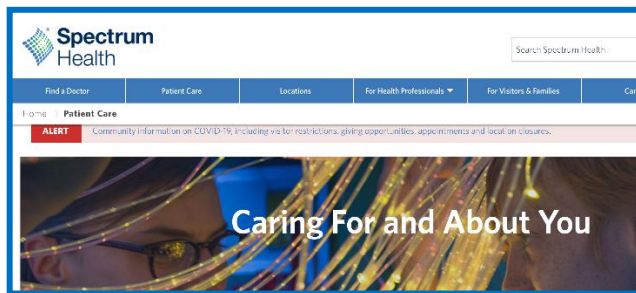 Spectrum
Health
Search Spectrum Health
Find a Doctor
Patient Care
Locations
For Health Professionals
For Visitors & Families
Car
Home
Patient Care
ALERT
Community information on COVID-19, including visitor restrictions, giving opportunities, appointments and location closures.
Caring For and About You